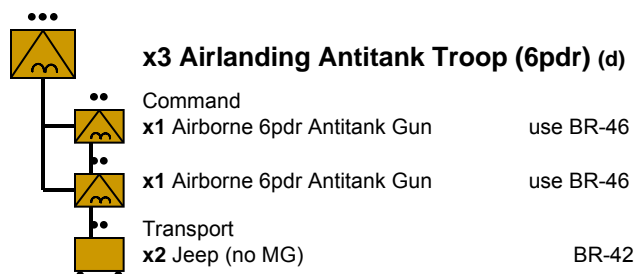 x3 Airlanding Antitank Troop (6pdr) (d)
Command
x1 Airborne 6pdr Antitank Gun use BR-46
x1 Airborne 6pdr Antitank Gun use BR-46
Transport
x2 Jeep (no MG) BR-42